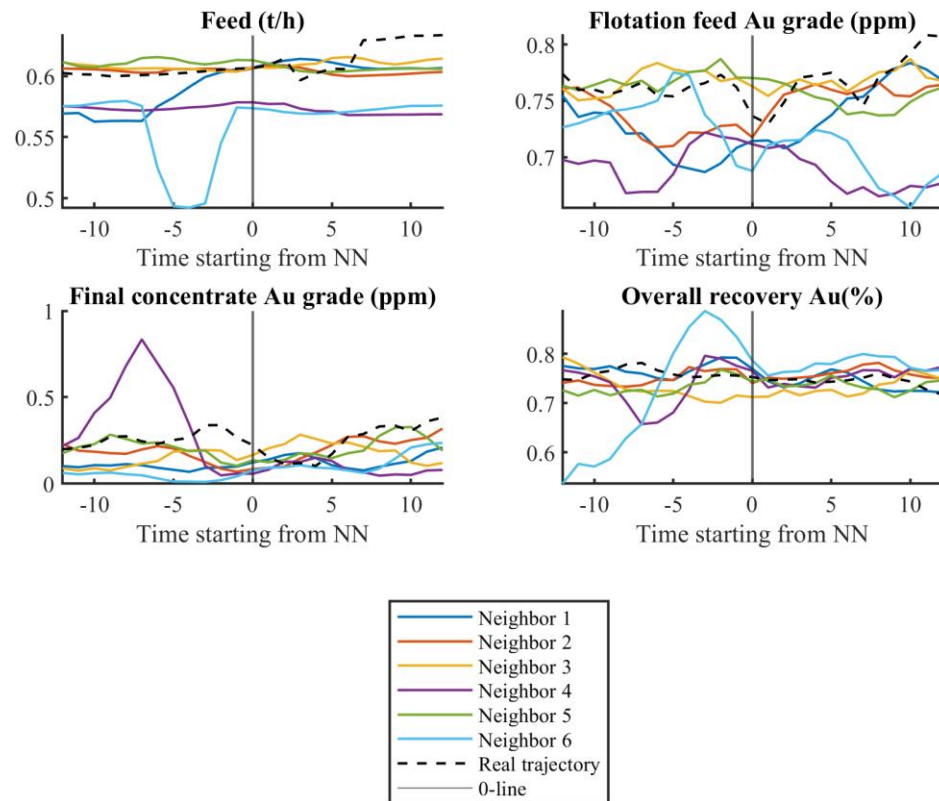 Feed (t/h)
0.6
0.55
0.5
-10 -5 0 5 10
Time starting from NN
Flotation feed Au grade (ppm)
0.8
0.75
0.7
-10 -5 0 5 10
Time starting from NN
Final concentrate Au grade (ppm)
1
0.5
0
-10 -5 0 5 10
Time starting from NN
Overall recovery Au(%)
0.8
0.7
0.6
-10 -5 0 5 10
Time starting from NN
Neighbor 1
Neighbor 2
Neighbor 3
Neighbor 4
Neighbor 5
Neighbor 6
Real trajectory
0-line